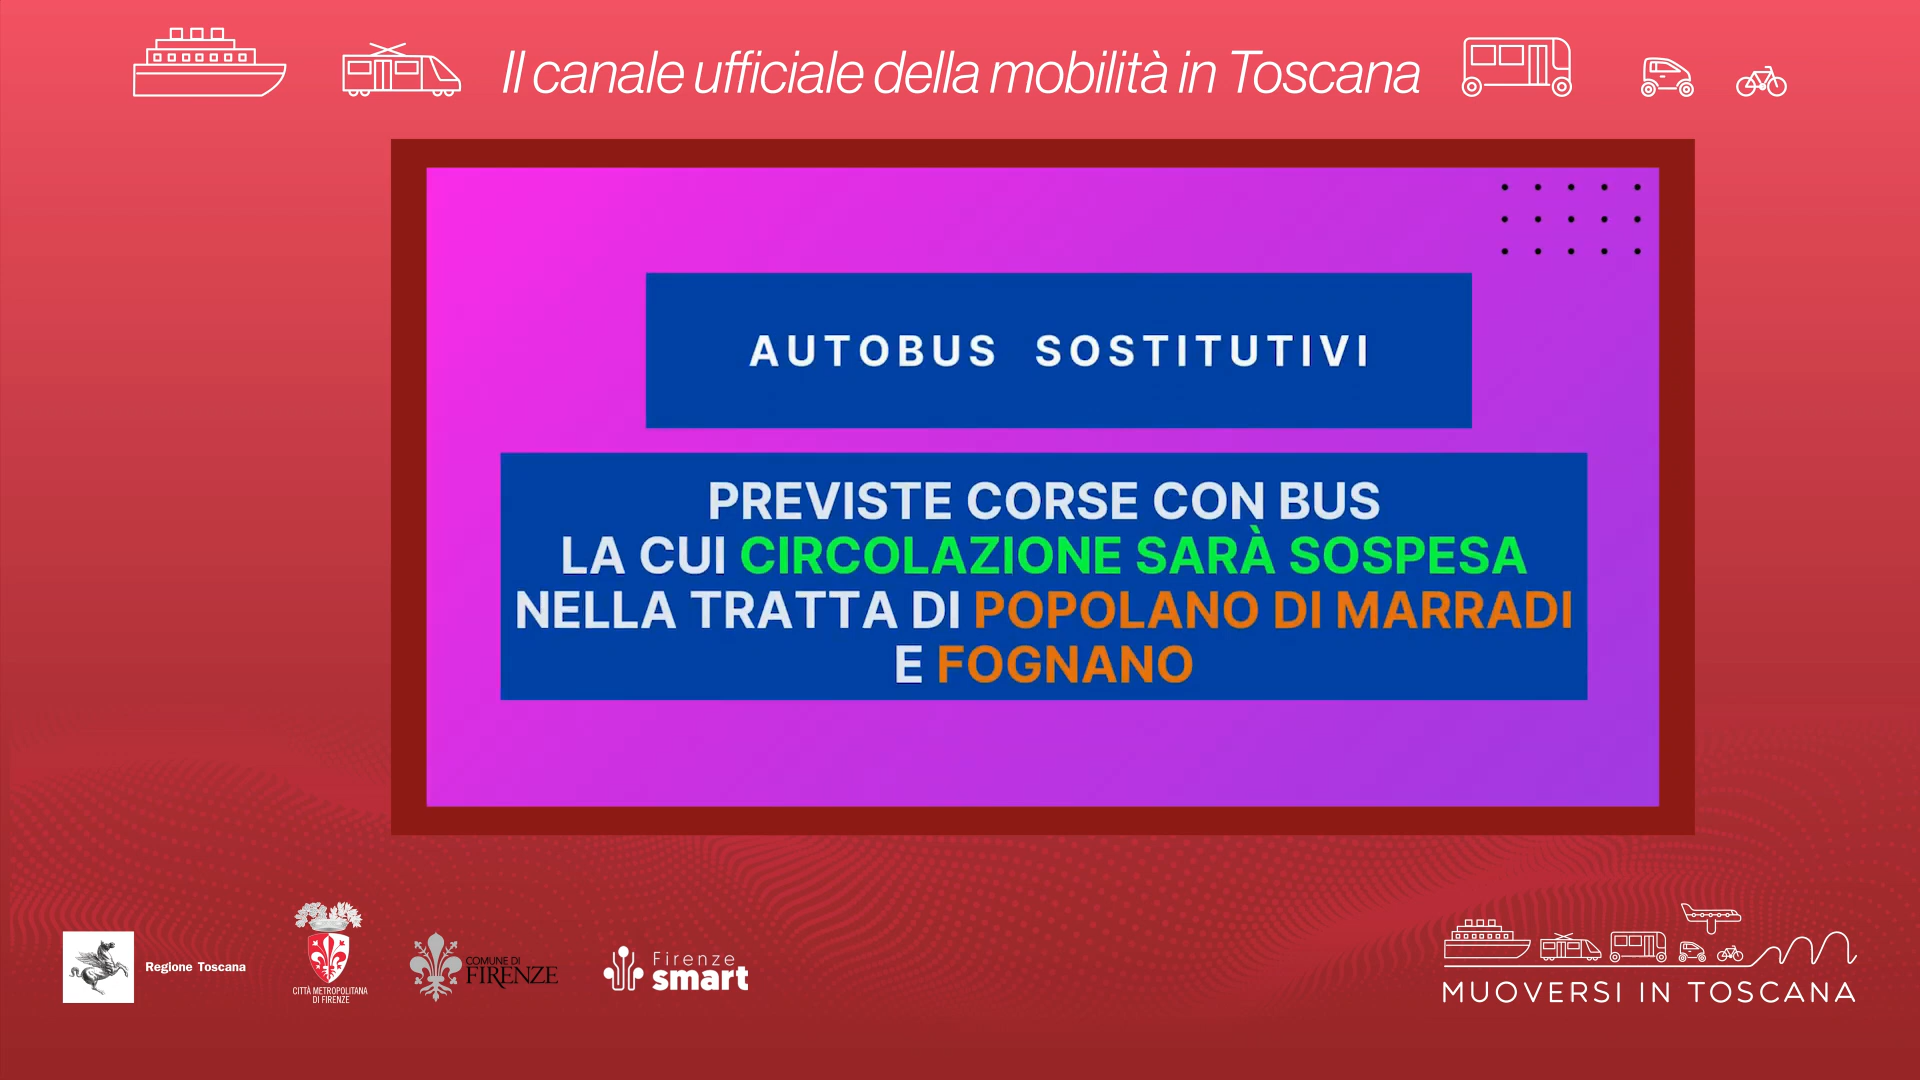 Il canale ufficiale della mobilità in Toscana
AUTOBUS SOSTITUTIVI
PREVISTE CORSE CON BUS
LA CUI CIRCOLAZIONE SARÀ SOSPESA
NELLA TRATTA DI POPOLANO DI MARRADI
E FOGNANO
Regione Toscana
CITTÀ METROPOLITANA
DI FIRENZE
COMUNE DI
FIRENZE
Firenze
smart
MUOVERSI IN TOSCANA